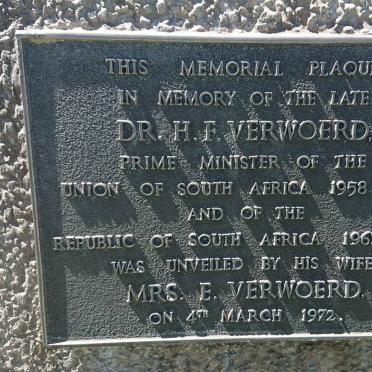 THIS MEMORIAL PLAQUE
IN MEMORY OF THE LATE
DR. H. F. VERWOERD,
PRIME MINISTER OF THE
UNION OF SOUTH AFRICA 1958
AND OF THE
REPUBLIC OF SOUTH AFRICA 196
WAS UNVEILED BY HIS WIFE
MRS. E. VERWOERD.
ON 4TH MARCH 1972.